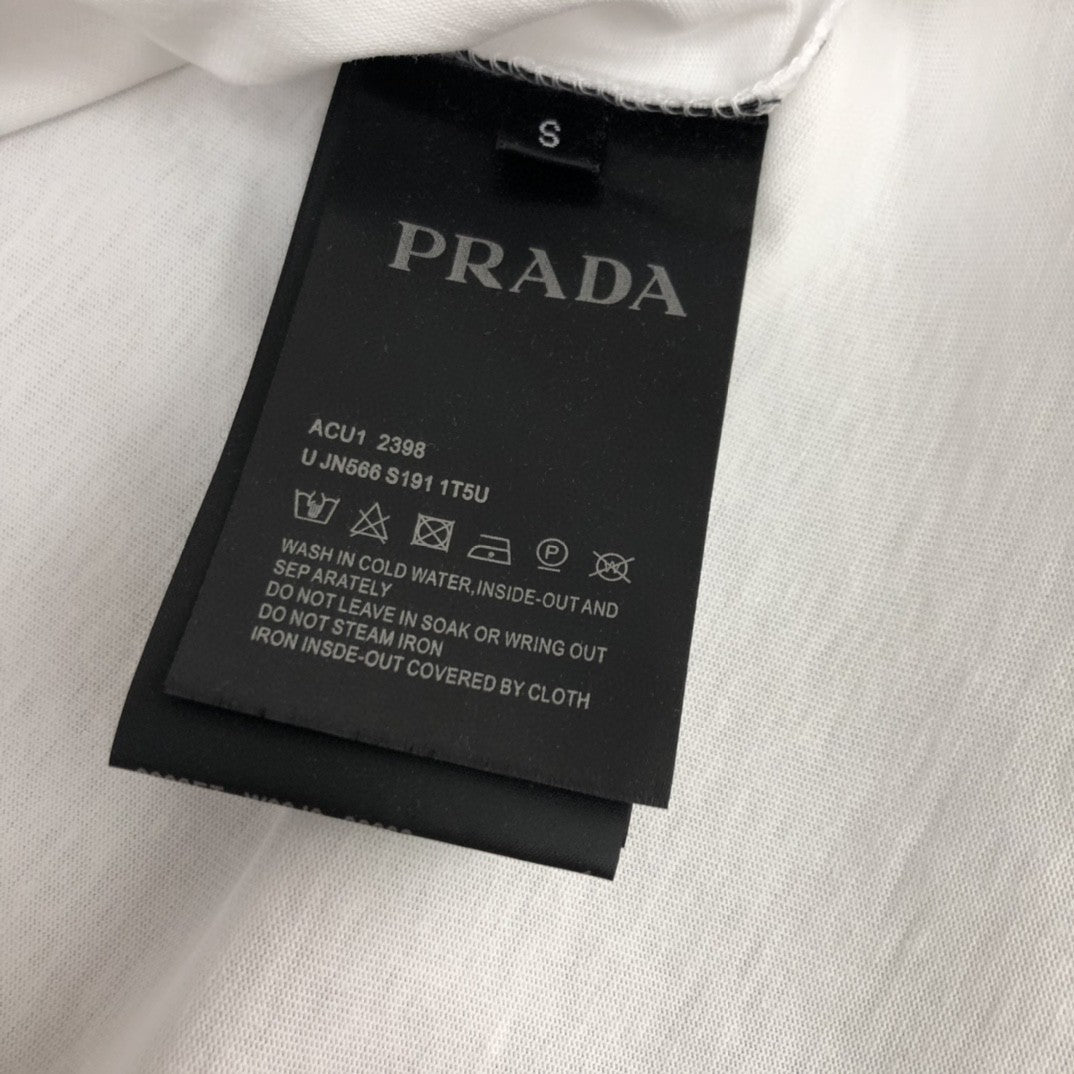 S
PRADA
ACU1 2398
U JN566 S191 1T5U
P
W
WASH IN COLD WATER,INSIDE-OUT AND
SEP ARATELY
DO NOT LEAVE IN SOAK OR WRING OUT
DO NOT STEAM IRON
IRON INSDE-OUT COVERED BY CLOTH